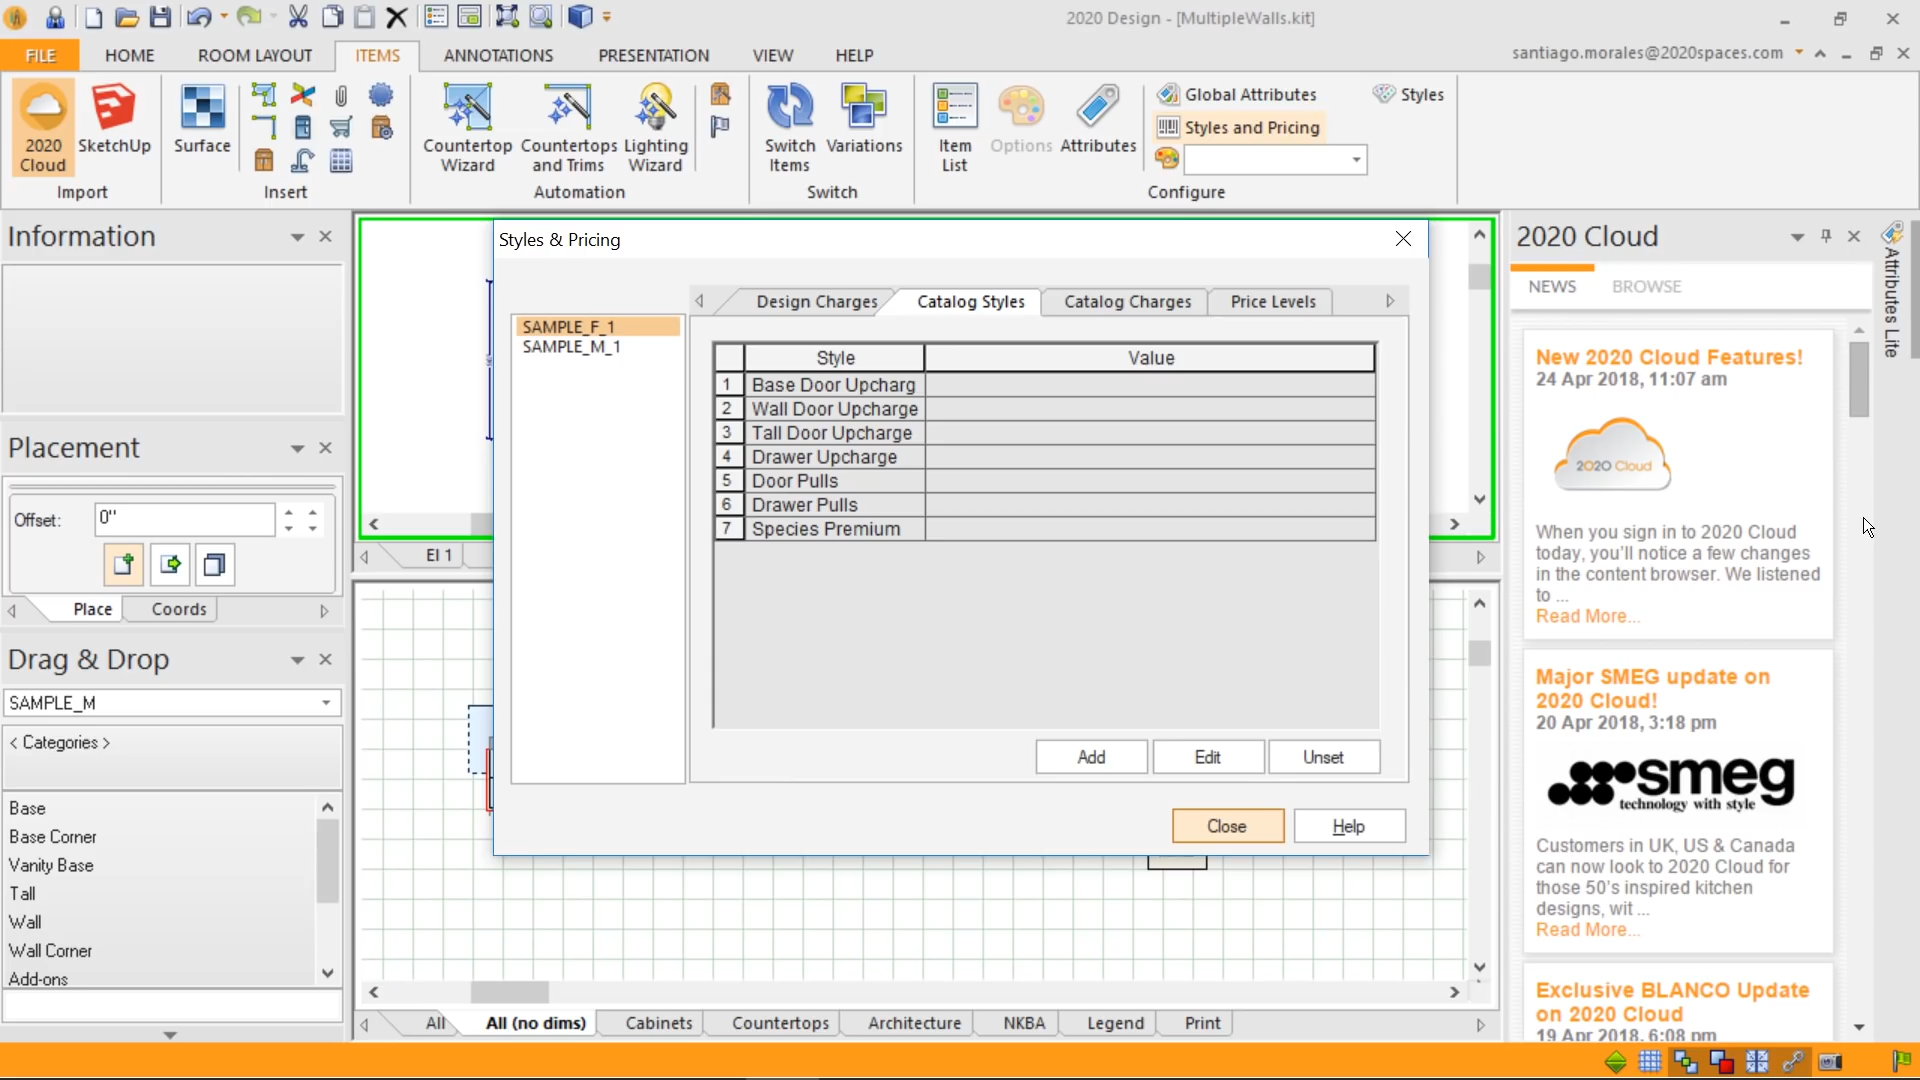 2020 Design - [MultipleWalls.kit]
FILE
HOME
ROOM LAYOUT
ITEMS
ANNOTATIONS
PRESENTATION
VIEW
HELP
santiago.morales@2020spaces.com
2020 Cloud
SketchUp
Import
Surface
Insert
Countertop Wizard
Countertops and Trims
Lighting Wizard
Automation
Switch Items
Variations
Switch
Item List
Options
Attributes
Global Attributes
Styles and Pricing
Styles
Configure
Information
Placement
Offset:
0"
Place
Coords
Drag & Drop
SAMPLE_M
< Categories >
Base
Base Corner
Vanity Base
Tall
Wall
Wall Corner
Add-ons
El 1
Styles & Pricing
SAMPLE_F_1
SAMPLE_M_1
Design Charges
Catalog Styles
Catalog Charges
Price Levels
Style
Value
1 Base Door Upcharg
2 Wall Door Upcharge
3 Tall Door Upcharge
4 Drawer Upcharge
5 Door Pulls
6 Drawer Pulls
7 Species Premium
Add
Edit
Unset
Close
Help
All
All (no dims)
Cabinets
Countertops
Architecture
NKBA
Legend
Print
2020 Cloud
NEWS
BROWSE
New 2020 Cloud Features!
24 Apr 2018, 11:07 am
2020 Cloud
When you sign in to 2020 Cloud
today, you'll notice a few changes
in the content browser. We listened
to ...
Read More...
Major SMEG update on
2020 Cloud!
20 Apr 2018, 3:18 pm
smeg
technology with style
Customers in UK, US & Canada
can now look to 2020 Cloud for
those 50's inspired kitchen
designs, wit ...
Read More...
Exclusive BLANCO Update
on 2020 Cloud
19 Apr 2018, 6:08 pm
Attributes Lite